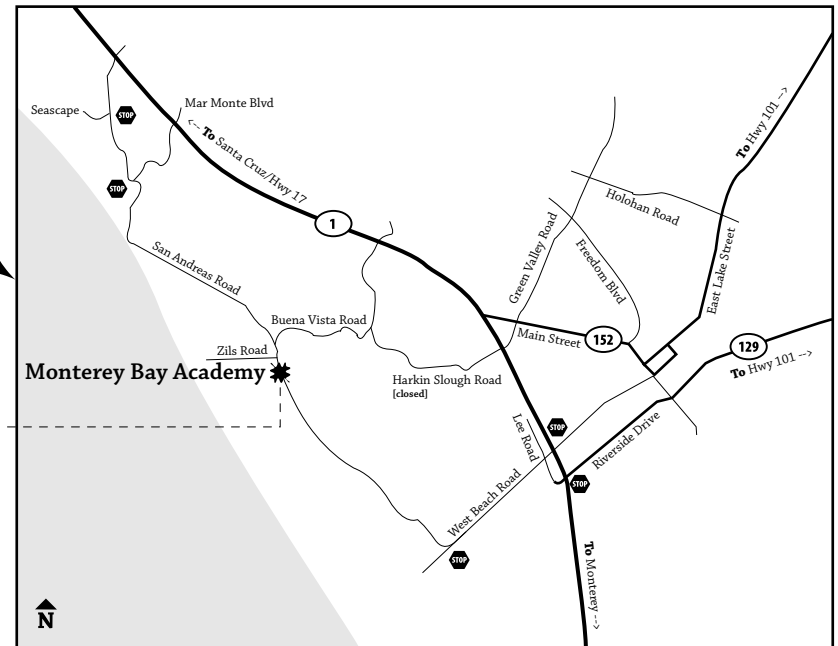 Seascape
STOP
Mar Monte Blvd
<-- To Santa Cruz/Hwy 17
To Hwy 101 -->
STOP
1
Holohan Road
San Andreas Road
Green Valley Road
Freedom Blvd
East Lake Street
Buena Vista Road
Main Street
152
129
To Hwy 101 -->
Zils Road
Monterey Bay Academy
Harkin Slough Road
[closed]
Lee Road
STOP
Riverside Drive
STOP
West Beach Road
STOP
To Monterey -->
N